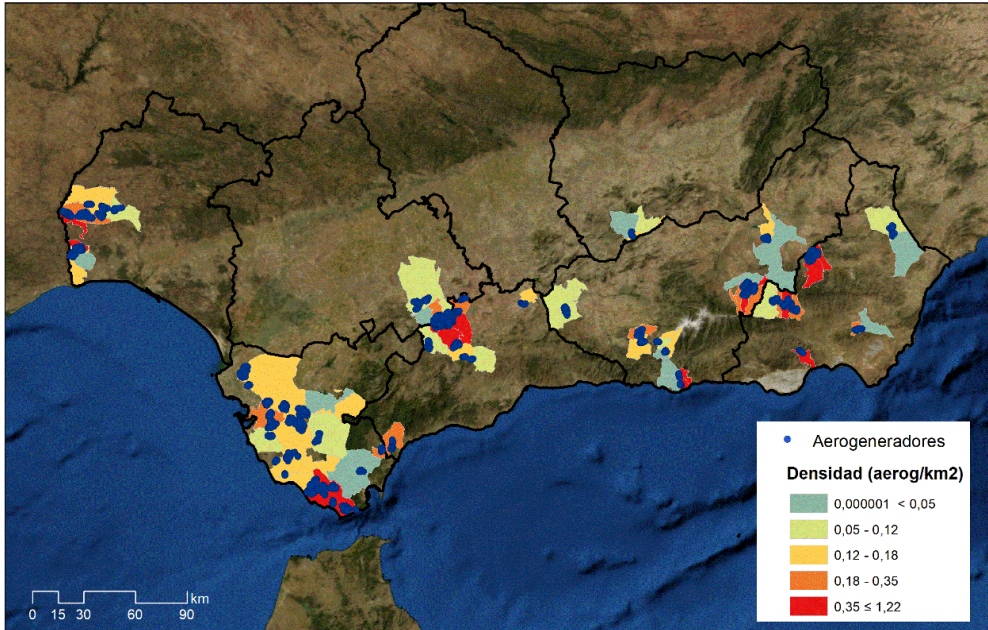 Aerogeneradores
Densidad (aerog/km2)
0,000001 < 0,05
0,05 - 0,12
0,12 - 0,18
0,18 - 0,35
0,35 ≤ 1,22
km
0 15 30 60 90